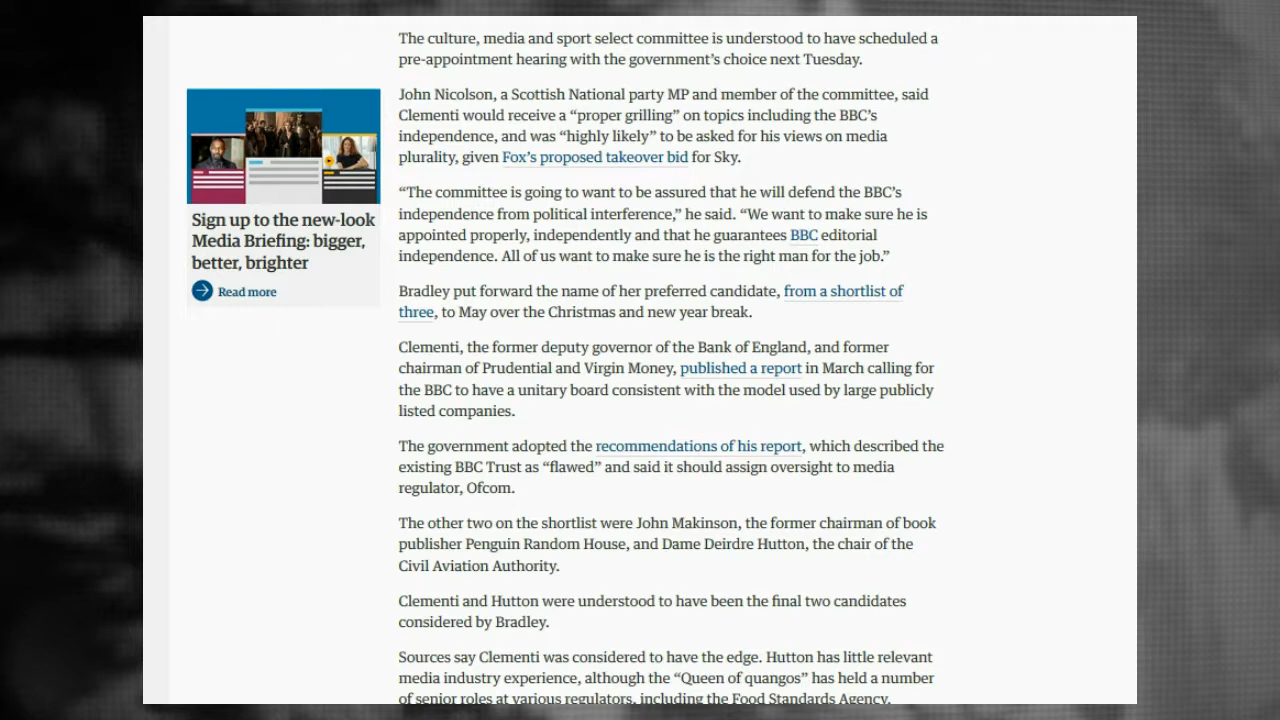 The culture, media and sport select committee is understood to have scheduled a
pre-appointment hearing with the government's choice next Tuesday.
John Nicolson, a Scottish National party MP and member of the committee, said
Clementi would receive a “proper grilling” on topics including the BBC’s
independence, and was “highly likely” to be asked for his views on media
plurality, given Fox’s proposed takeover bid for Sky.
“The committee is going to want to be assured that he will defend the BBC’s
independence from political interference,” he said. “We want to make sure he is
appointed properly, independently and that he guarantees BBC editorial
independence. All of us want to make sure he is the right man for the job.”
Sign up to the new-look
Media Briefing: bigger,
better, brighter
Read more
Bradley put forward the name of her preferred candidate, from a shortlist of
three, to May over the Christmas and new year break.
Clementi, the former deputy governor of the Bank of England, and former
chairman of Prudential and Virgin Money, published a report in March calling for
the BBC to have a unitary board consistent with the model used by large publicly
listed companies.
The government adopted the recommendations of his report, which described the
existing BBC Trust as “flawed” and said it should assign oversight to media
regulator, Ofcom.
The other two on the shortlist were John Makinson, the former chairman of book
publisher Penguin Random House, and Dame Deirdre Hutton, the chair of the
Civil Aviation Authority.
Clementi and Hutton were understood to have been the final two candidates
considered by Bradley.
Sources say Clementi was considered to have the edge. Hutton has little relevant
media industry experience, although the “Queen of quangos” has held a number
of senior roles at various regulators, including the Food Standards Agency.